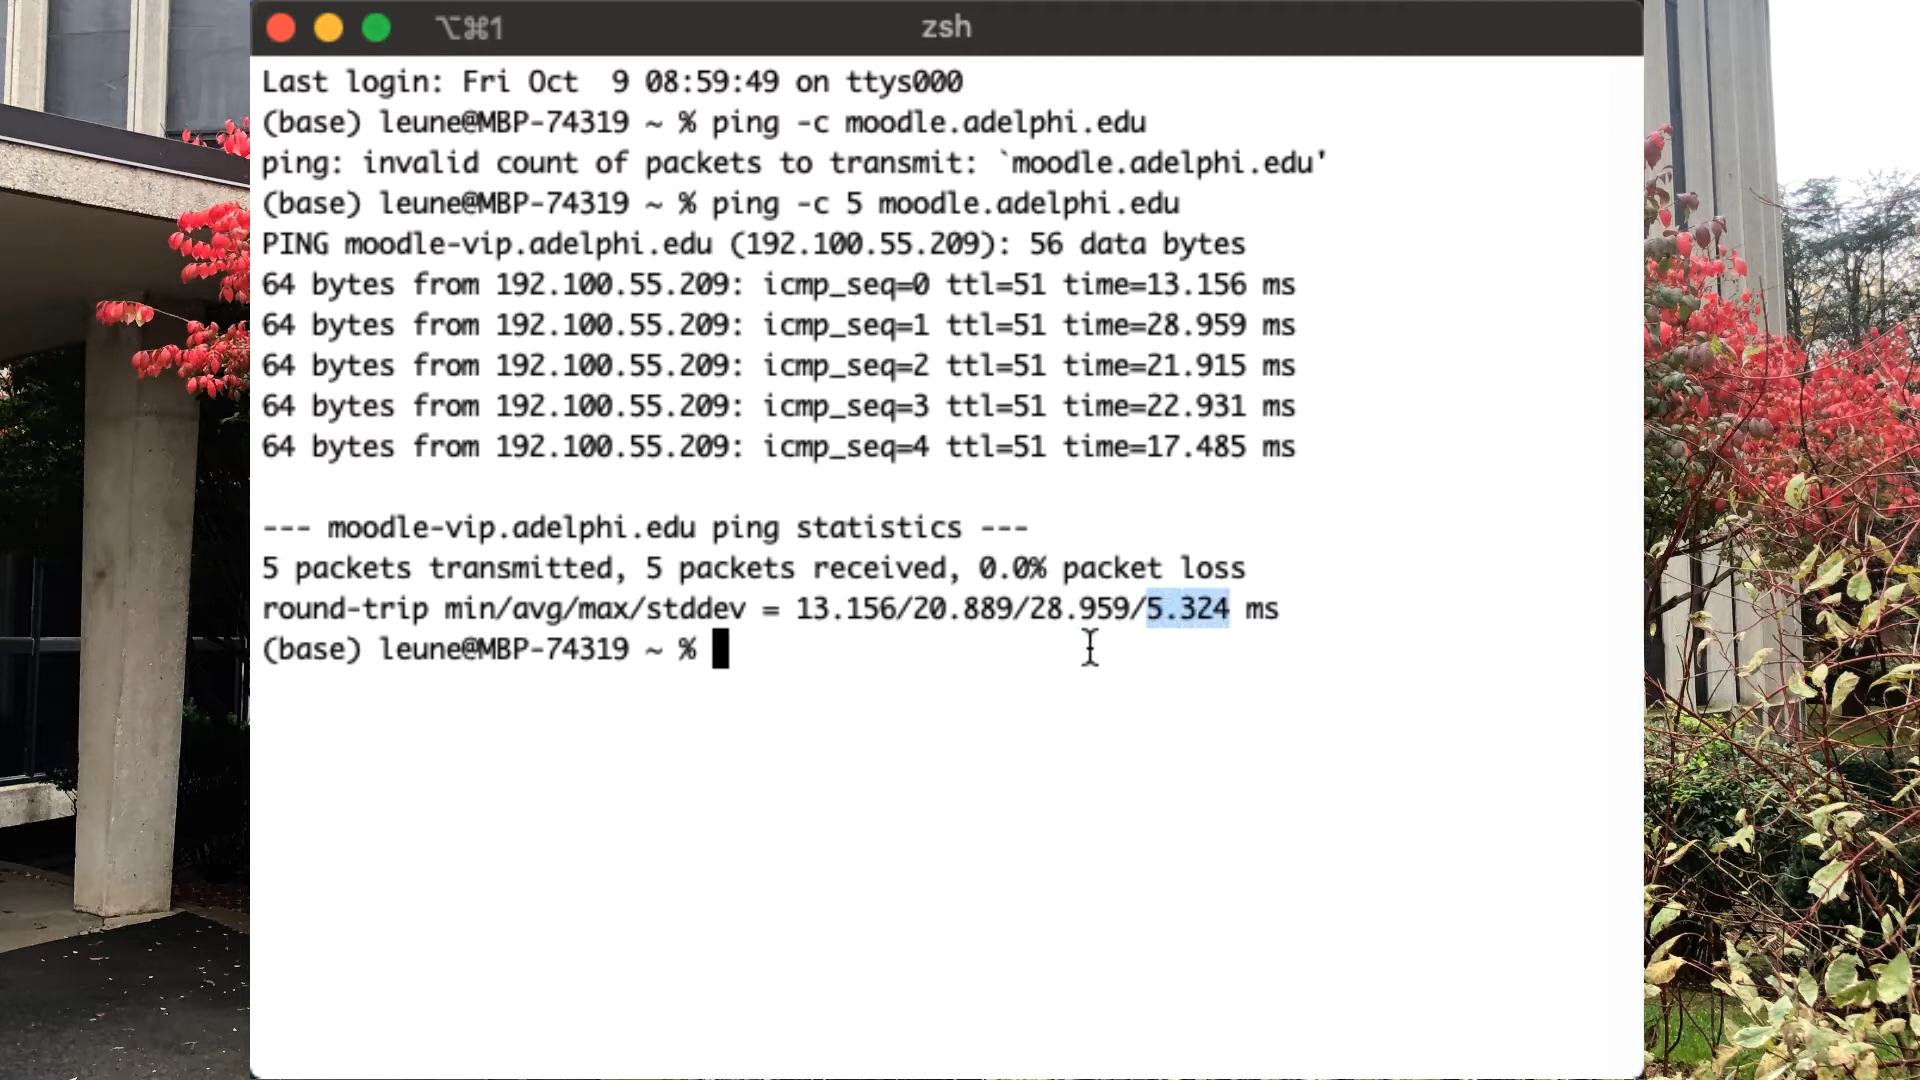 ⌥⌘1 zsh
Last login: Fri Oct  9 08:59:49 on ttys000
(base) leune@MBP-74319 ~ % ping -c moodle.adelphi.edu
ping: invalid count of packets to transmit: `moodle.adelphi.edu'
(base) leune@MBP-74319 ~ % ping -c 5 moodle.adelphi.edu
PING moodle-vip.adelphi.edu (192.100.55.209): 56 data bytes
64 bytes from 192.100.55.209: icmp_seq=0 ttl=51 time=13.156 ms
64 bytes from 192.100.55.209: icmp_seq=1 ttl=51 time=28.959 ms
64 bytes from 192.100.55.209: icmp_seq=2 ttl=51 time=21.915 ms
64 bytes from 192.100.55.209: icmp_seq=3 ttl=51 time=22.931 ms
64 bytes from 192.100.55.209: icmp_seq=4 ttl=51 time=17.485 ms
--- moodle-vip.adelphi.edu ping statistics ---
5 packets transmitted, 5 packets received, 0.0% packet loss
round-trip min/avg/max/stddev = 13.156/20.889/28.959/5.324 ms
(base) leune@MBP-74319 ~ %